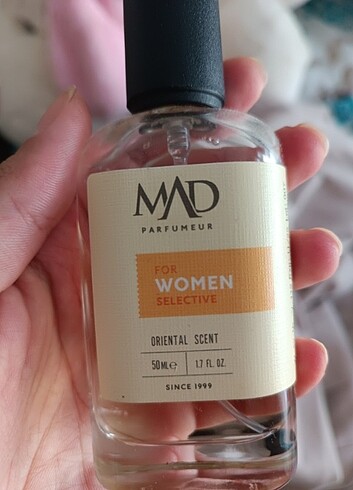 MAD
PARFUMEUR
FOR
WOMEN
SELECTIVE
ORIENTAL SCENT
50ML℮ 1.7 FL. OZ.
SINCE 1999